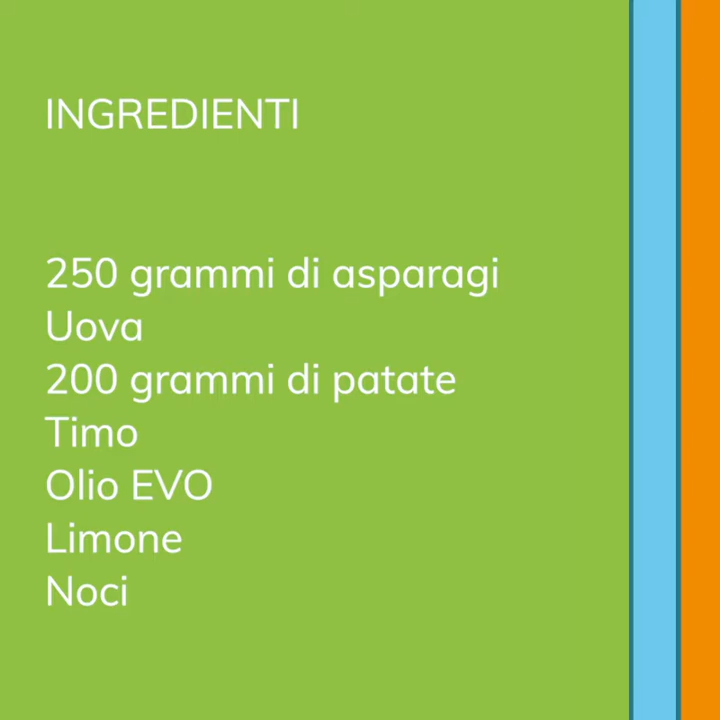 INGREDIENTI
250 grammi di asparagi
Uova
200 grammi di patate
Timo
Olio EVO
Limone
Noci